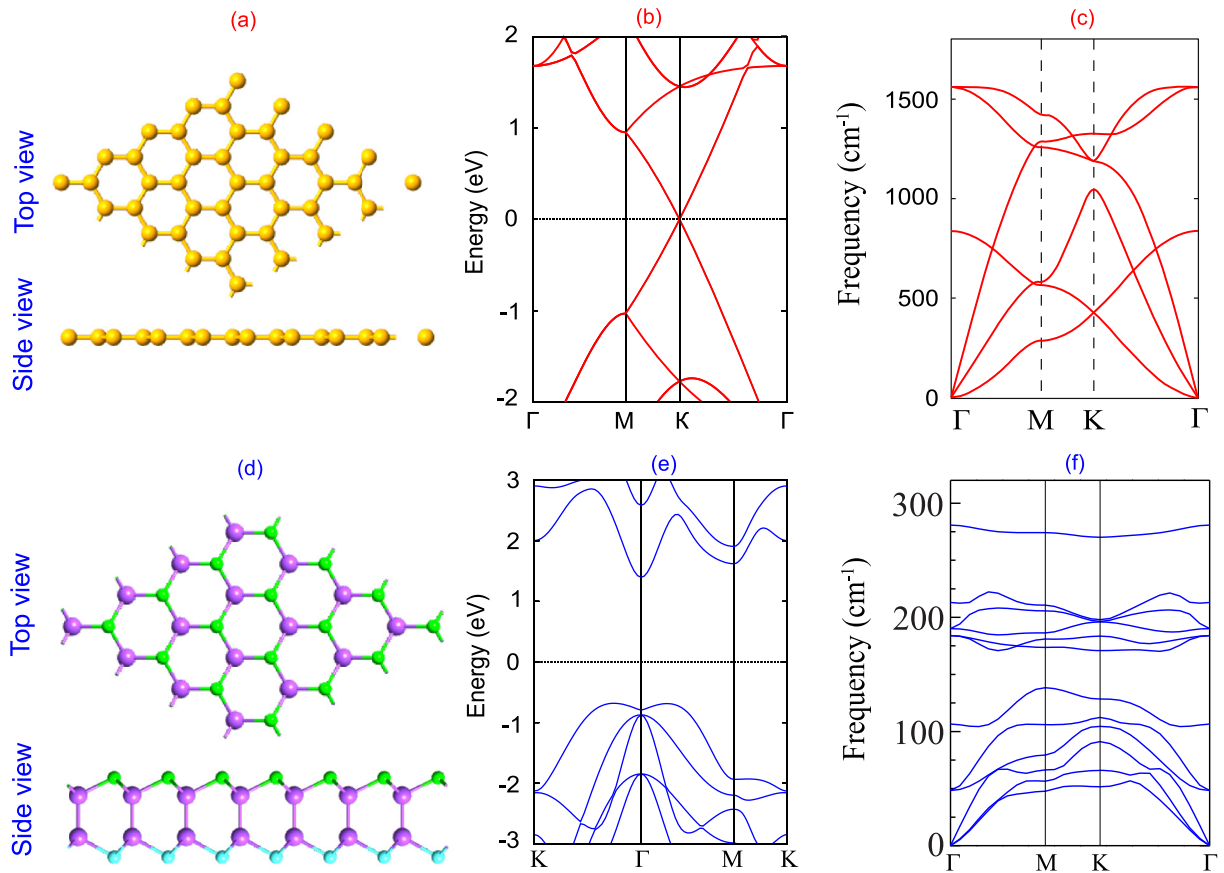 (a)
Top view
Side view
(b)
Energy (eV)
2
1
0
-1
-2
Γ M K Γ
(c)
Frequency (cm⁻¹)
1500
1000
500
0
Γ M K Γ
(d)
Top view
Side view
(e)
Energy (eV)
3
2
1
0
-1
-2
-3
K Γ M K
(f)
Frequency (cm⁻¹)
300
200
100
0
Γ M K Γ